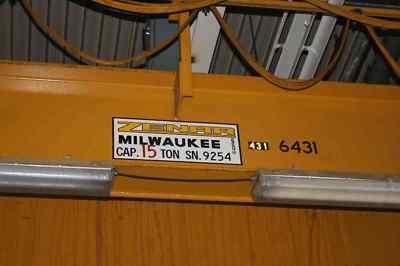 ZENAR
MILWAUKEE
CAP. 15 TON SN. 9254
431 6431